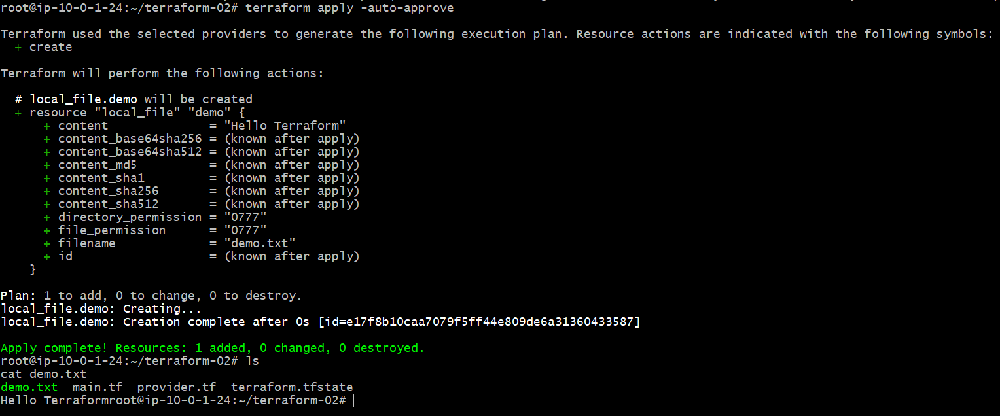 root@ip-10-0-1-24:~/terraform-02# terraform apply -auto-approve
Terraform used the selected providers to generate the following execution plan. Resource actions are indicated with the following symbols:
  + create
Terraform will perform the following actions:
  # local_file.demo will be created
  + resource "local_file" "demo" {
      + content              = "Hello Terraform"
      + content_base64sha256 = (known after apply)
      + content_base64sha512 = (known after apply)
      + content_md5          = (known after apply)
      + content_sha1         = (known after apply)
      + content_sha256       = (known after apply)
      + content_sha512       = (known after apply)
      + directory_permission = "0777"
      + file_permission      = "0777"
      + filename             = "demo.txt"
      + id                   = (known after apply)
    }
Plan: 1 to add, 0 to change, 0 to destroy.
local_file.demo: Creating...
local_file.demo: Creation complete after 0s [id=e17f8b10caa7079f5ff44e809de6a31360433587]
Apply complete! Resources: 1 added, 0 changed, 0 destroyed.
root@ip-10-0-1-24:~/terraform-02# ls
cat demo.txt
demo.txt  main.tf  provider.tf  terraform.tfstate
Hello Terraformroot@ip-10-0-1-24:~/terraform-02#